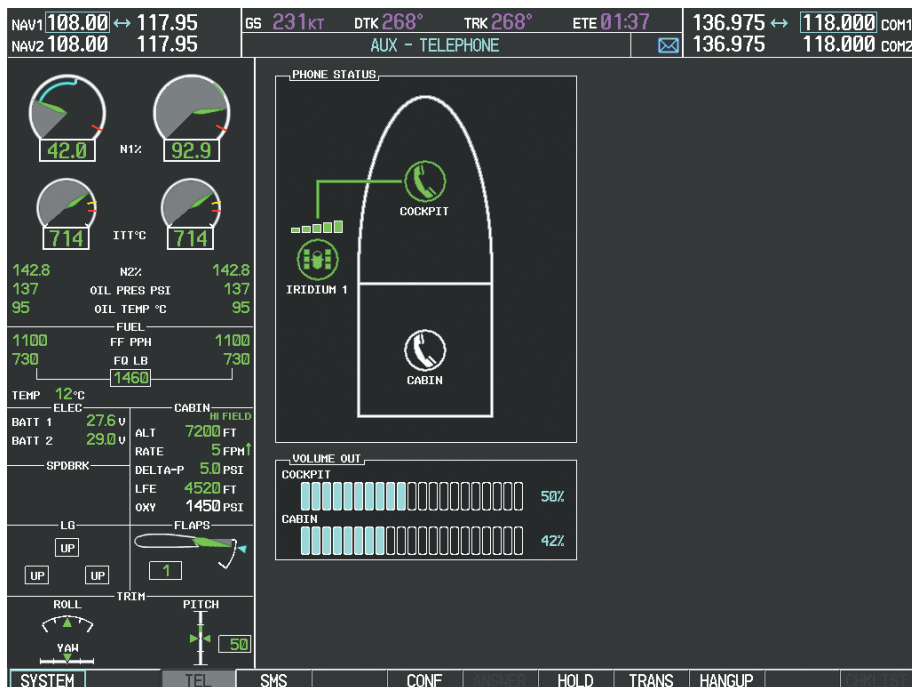 NAV1 108.00 ↔ 117.95
NAV2 108.00 117.95
GS 231KT DTK 268° TRK 268° ETE 01:37
AUX - TELEPHONE
136.975 ↔ 118.000 COM1
136.975 118.000 COM2
42.0 N1% 92.9
714 ITT°C 714
142.8 N2% 142.8
137 OIL PRES PSI 137
95 OIL TEMP °C 95
FUEL
1100 FF PPH 1100
730 FQ LB 730
1460
TEMP 12°C
ELEC
BATT 1 27.6 V
BATT 2 29.0 V
SPDBRK
CABIN
HI FIELD
ALT 7200 FT
RATE 5 FPM↑
DELTA-P 5.0 PSI
LFE 4520 FT
OXY 1450 PSI
LG
UP
UP UP
FLAPS
1
TRIM
ROLL
YAW
PITCH
50
PHONE STATUS
COCKPIT
IRIDIUM 1
CABIN
VOLUME OUT
COCKPIT
50%
CABIN
42%
SYSTEM TEL SMS CONF ANSWER HOLD TRANS HANGUP CHKLIST